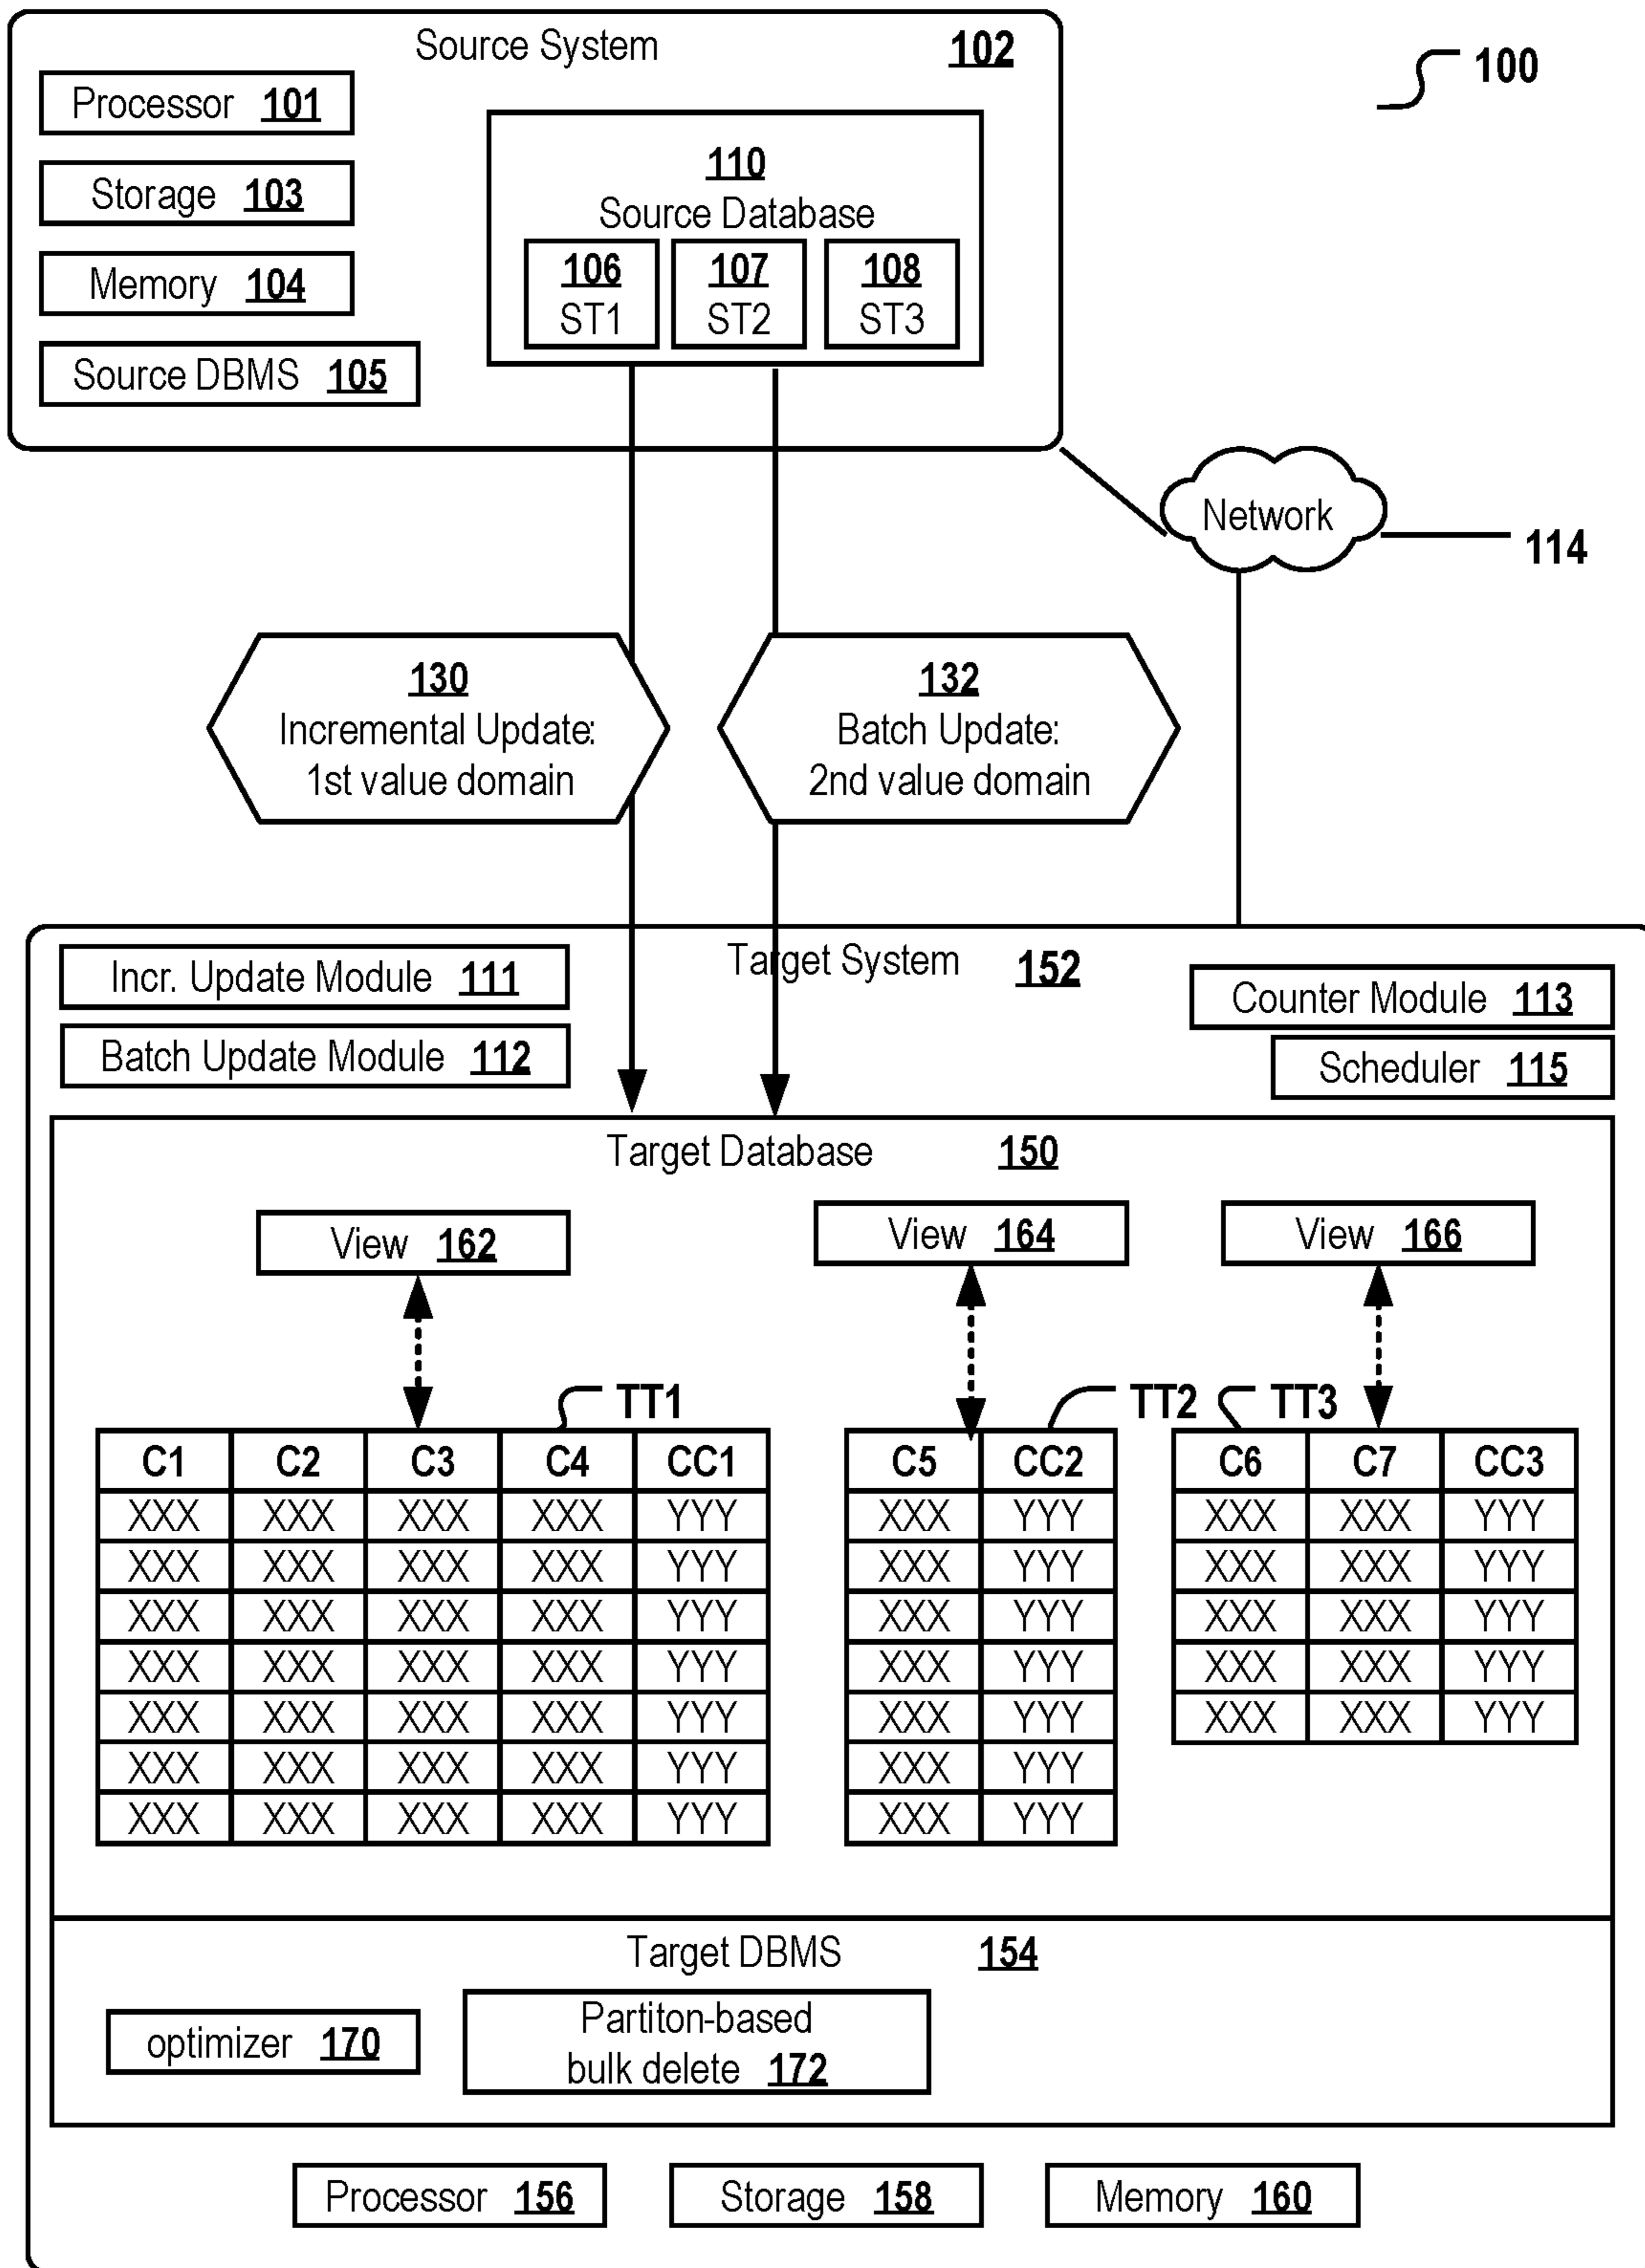 Source System 102
100
Processor 101
Storage 103
Memory 104
Source DBMS 105
110
Source Database
106 107 108
ST1 ST2 ST3
Network
114
130
Incremental Update:
1st value domain
132
Batch Update:
2nd value domain
Target System 152
Incr. Update Module 111
Batch Update Module 112
Counter Module 113
Scheduler 115
Target Database 150
View 162
View 164
View 166
TT1
TT2
TT3
C1 C2 C3 C4 CC1
XXX XXX XXX XXX YYY
XXX XXX XXX XXX YYY
XXX XXX XXX XXX YYY
XXX XXX XXX XXX YYY
XXX XXX XXX XXX YYY
XXX XXX XXX XXX YYY
XXX XXX XXX XXX YYY
C5 CC2
XXX YYY
XXX YYY
XXX YYY
XXX YYY
XXX YYY
XXX YYY
XXX YYY
C6 C7 CC3
XXX XXX YYY
XXX XXX YYY
XXX XXX YYY
XXX XXX YYY
XXX XXX YYY
Target DBMS 154
optimizer 170
Partiton-based
bulk delete 172
Processor 156
Storage 158
Memory 160